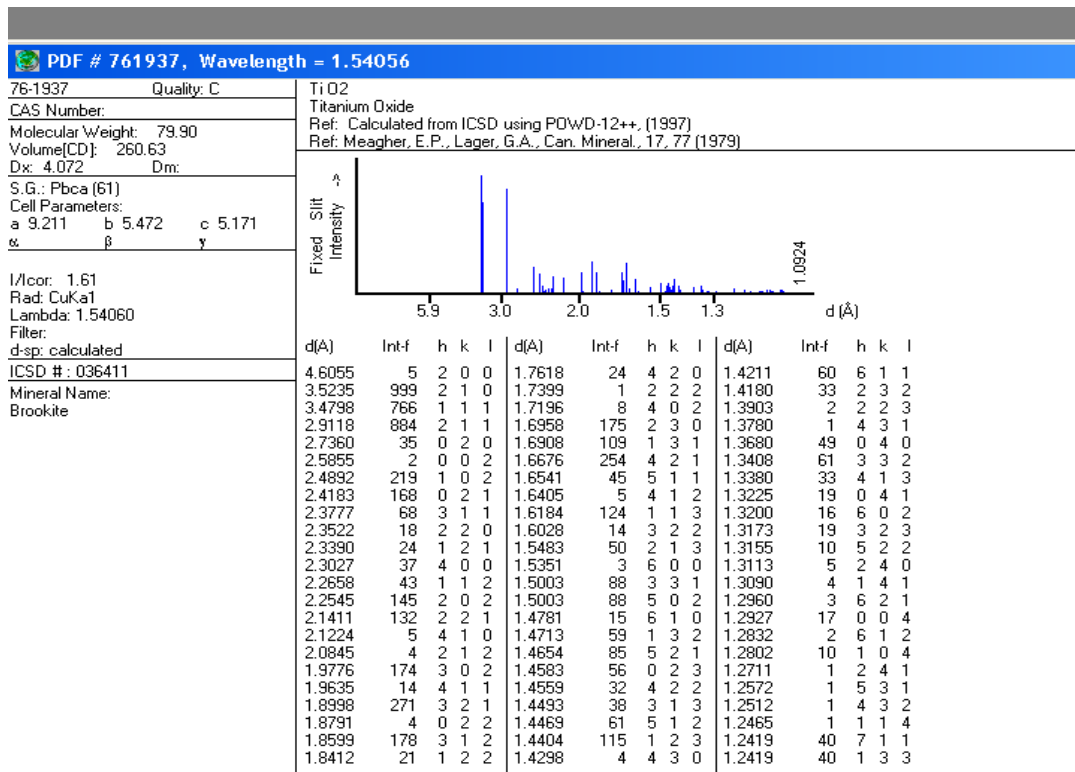 PDF # 761937, Wavelength = 1.54056
76-1937 Quality: C
CAS Number:
Molecular Weight: 79.90
Volume[CD]: 260.63
Dx: 4.072 Dm:
S.G.: Pbca (61)
Cell Parameters:
a 9.211 b 5.472 c 5.171
α β γ
I/Icor: 1.61
Rad: CuKa1
Lambda: 1.54060
Filter:
d-sp: calculated
ICSD # : 036411
Mineral Name:
Brookite
Ti O2
Titanium Oxide
Ref: Calculated from ICSD using POWD-12++, (1997)
Ref: Meagher, E.P., Lager, G.A., Can. Mineral., 17, 77 (1979)
Fixed Slit
Intensity ->
1.0924
5.9 3.0 2.0 1.5 1.3 d (Å)
d(A) Int-f h k l d(A) Int-f h k l d(A) Int-f h k l
4.6055 5 2 0 0 1.7618 24 4 2 0 1.4211 60 6 1 1
3.5235 999 2 1 0 1.7399 1 2 2 2 1.4180 33 2 3 2
3.4798 766 1 1 1 1.7196 8 4 0 2 1.3903 2 2 2 3
2.9118 884 2 1 1 1.6958 175 2 3 0 1.3780 1 4 3 1
2.7360 35 0 2 0 1.6908 109 1 3 1 1.3680 49 0 4 0
2.5855 2 0 0 2 1.6676 254 4 2 1 1.3408 61 3 3 2
2.4892 219 1 0 2 1.6541 45 5 1 1 1.3380 33 4 1 3
2.4183 168 0 2 1 1.6405 5 4 1 2 1.3225 19 0 4 1
2.3777 68 3 1 1 1.6184 124 1 1 3 1.3200 16 6 0 2
2.3522 18 2 2 0 1.6028 14 3 2 2 1.3173 19 3 2 3
2.3390 24 1 2 1 1.5483 50 2 1 3 1.3155 10 5 2 2
2.3027 37 4 0 0 1.5351 3 6 0 0 1.3113 5 2 4 0
2.2658 43 1 1 2 1.5003 88 3 3 1 1.3090 4 1 4 1
2.2545 145 2 0 2 1.5003 88 5 0 2 1.2960 3 6 2 1
2.1411 132 2 2 1 1.4781 15 6 1 0 1.2927 17 0 0 4
2.1224 5 4 1 0 1.4713 59 1 3 2 1.2832 2 6 1 2
2.0845 4 2 1 2 1.4654 85 5 2 1 1.2802 10 1 0 4
1.9776 174 3 0 2 1.4583 56 0 2 3 1.2711 1 2 4 1
1.9635 14 4 1 1 1.4559 32 4 2 2 1.2572 1 5 3 1
1.8998 271 3 2 1 1.4493 38 3 1 3 1.2512 1 4 3 2
1.8791 4 0 2 2 1.4469 61 5 1 2 1.2465 1 1 1 4
1.8599 178 3 1 2 1.4404 115 1 2 3 1.2419 40 7 1 1
1.8412 21 1 2 2 1.4298 4 4 3 0 1.2419 40 1 3 3